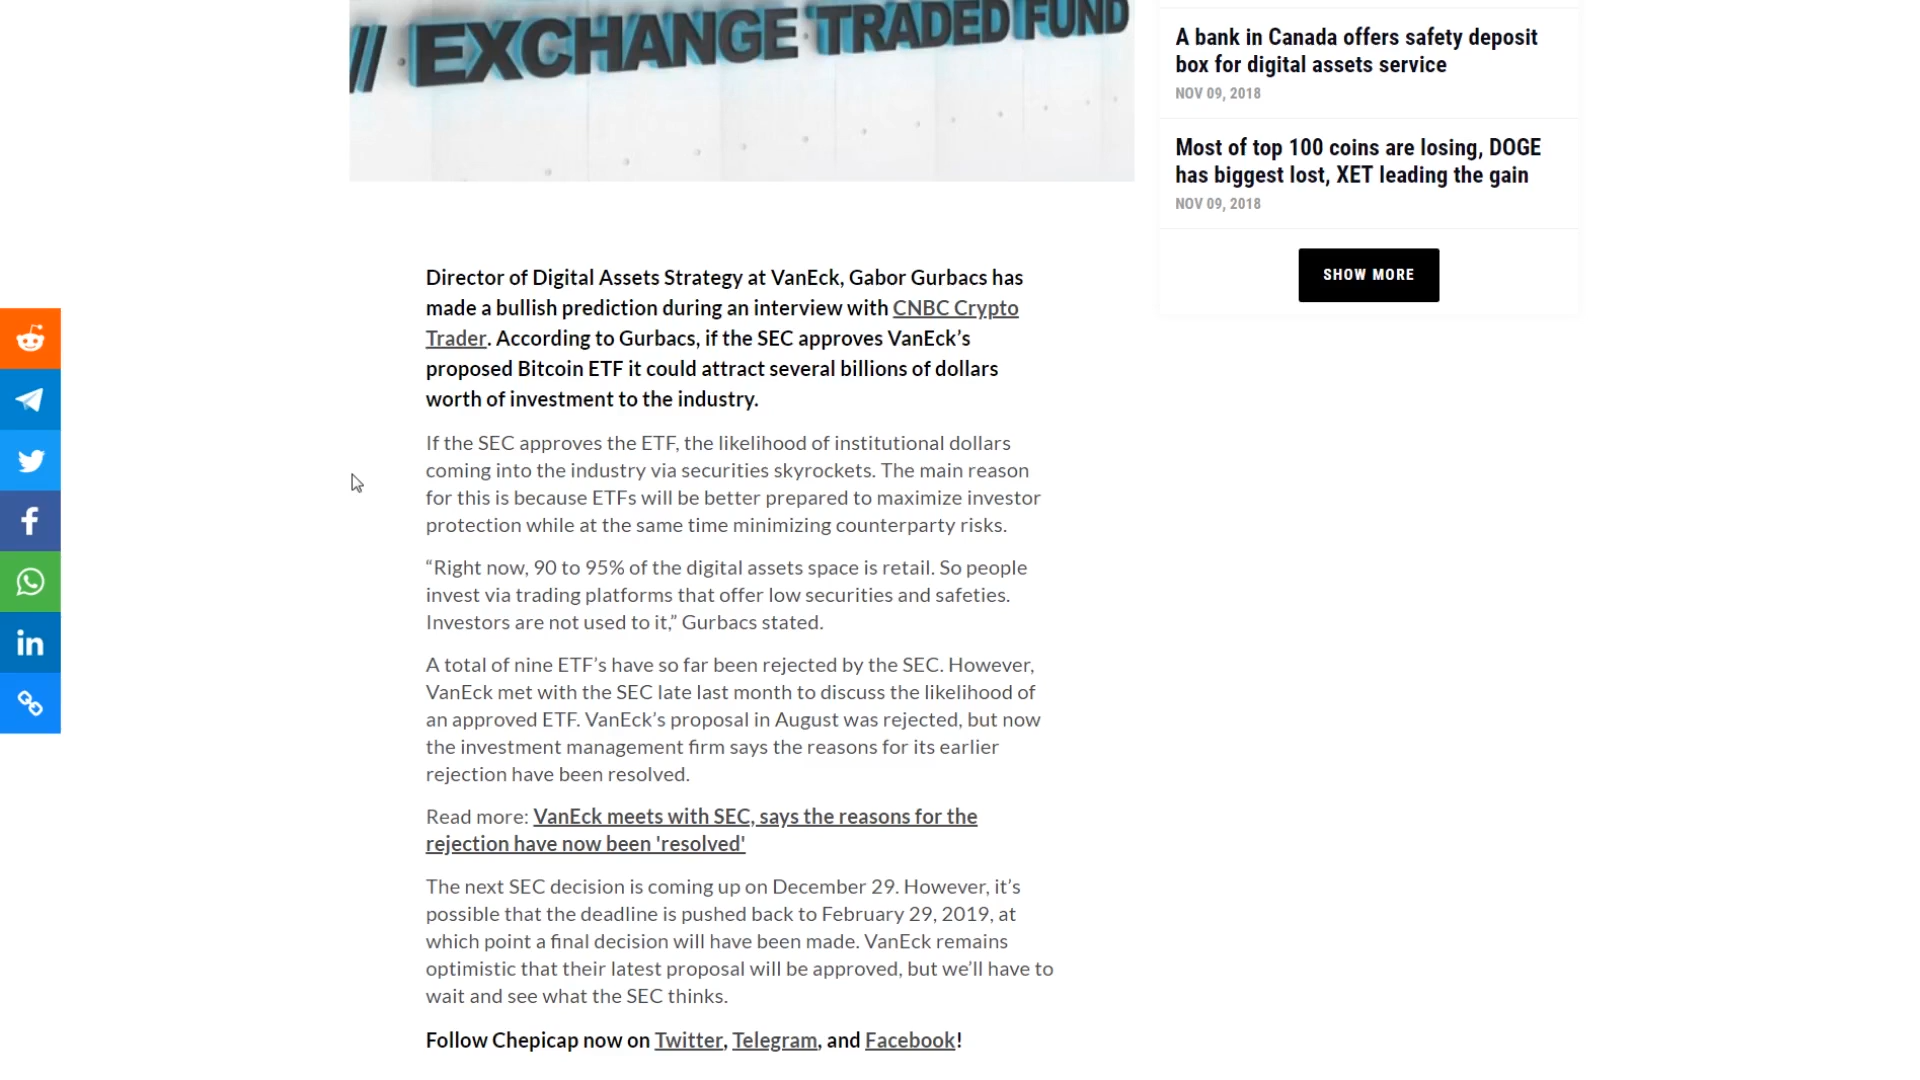 // EXCHANGE TRADED FUND
Director of Digital Assets Strategy at VanEck, Gabor Gurbacs has
made a bullish prediction during an interview with CNBC Crypto
Trader. According to Gurbacs, if the SEC approves VanEck’s
proposed Bitcoin ETF it could attract several billions of dollars
worth of investment to the industry.
If the SEC approves the ETF, the likelihood of institutional dollars
coming into the industry via securities skyrockets. The main reason
for this is because ETFs will be better prepared to maximize investor
protection while at the same time minimizing counterparty risks.
“Right now, 90 to 95% of the digital assets space is retail. So people
invest via trading platforms that offer low securities and safeties.
Investors are not used to it,” Gurbacs stated.
A total of nine ETF’s have so far been rejected by the SEC. However,
VanEck met with the SEC late last month to discuss the likelihood of
an approved ETF. VanEck’s proposal in August was rejected, but now
the investment management firm says the reasons for its earlier
rejection have been resolved.
Read more: VanEck meets with SEC, says the reasons for the
rejection have now been 'resolved'
The next SEC decision is coming up on December 29. However, it’s
possible that the deadline is pushed back to February 29, 2019, at
which point a final decision will have been made. VanEck remains
optimistic that their latest proposal will be approved, but we’ll have to
wait and see what the SEC thinks.
Follow Chepicap now on Twitter, Telegram, and Facebook!
A bank in Canada offers safety deposit
box for digital assets service
NOV 09, 2018
Most of top 100 coins are losing, DOGE
has biggest lost, XET leading the gain
NOV 09, 2018
SHOW MORE